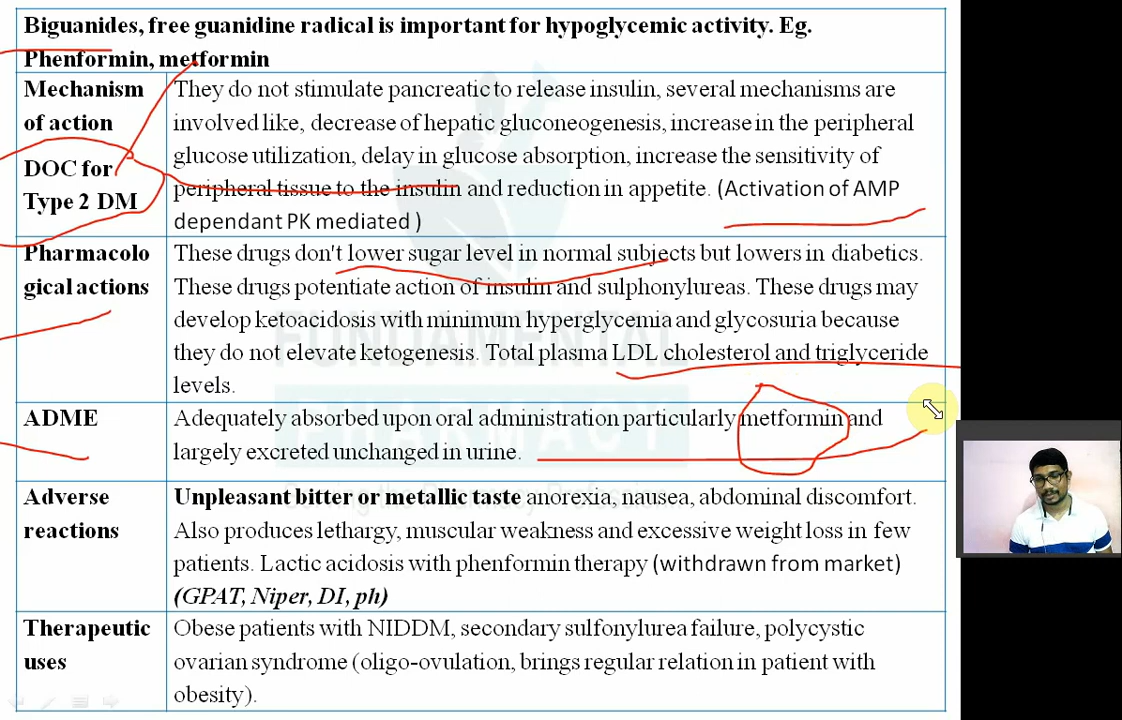 Biguanides, free guanidine radical is important for hypoglycemic activity. Eg.
Phenformin, metformin
Mechanism
of action
DOC for
Type 2 DM
They do not stimulate pancreatic to release insulin, several mechanisms are
involved like, decrease of hepatic gluconeogenesis, increase in the peripheral
glucose utilization, delay in glucose absorption, increase the sensitivity of
peripheral tissue to the insulin and reduction in appetite. (Activation of AMP
dependant PK mediated )
Pharmacolo
gical actions
These drugs don't lower sugar level in normal subjects but lowers in diabetics.
These drugs potentiate action of insulin and sulphonylureas. These drugs may
develop ketoacidosis with mininum hyperglycemia and glycosuria because
they do not elevate ketogenesis. Total plasma LDL cholesterol and triglyceride
levels.
ADME
Adequately absorbed upon oral administration particularly metformin and
largely excreted unchanged in urine.
Adverse
reactions
Unpleasant bitter or metallic taste anorexia, nausea, abdominal discomfort.
Also produces lethargy, muscular weakness and excessive weight loss in few
patients. Lactic acidosis with phenformin therapy (withdrawn from market)
(GPAT, Niper, DI, ph)
Therapeutic
uses
Obese patients with NIDDM, secondary sulfonylurea failure, polycystic
ovarian syndrome (oligo-ovulation, brings regular relation in patient with
obesity).
FUNDAMENTAL
PHARMACY